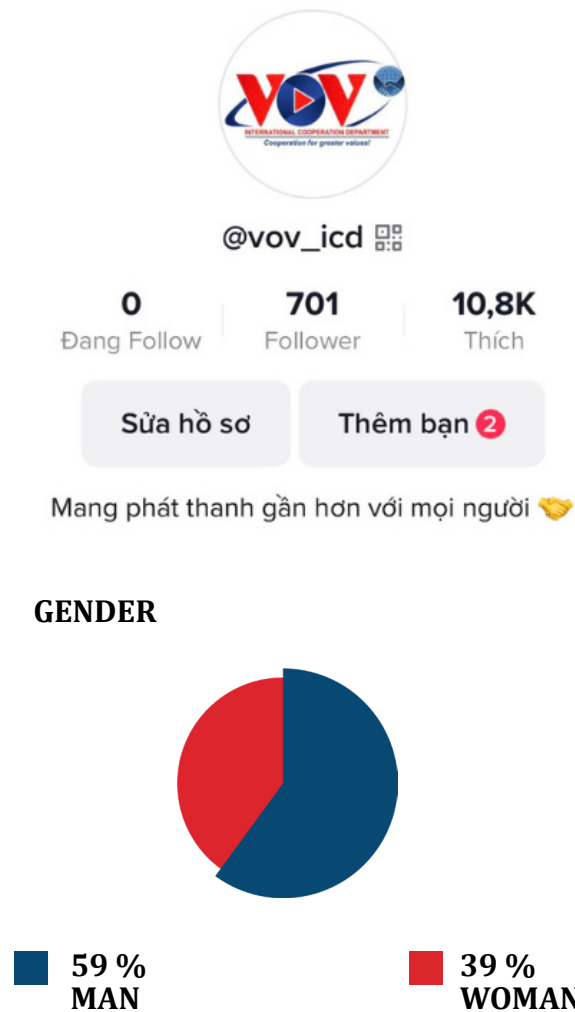 VOV
INTERNATIONAL COOPERATION DEPARTMENT
Cooperation for greater values!
@vov_icd
0 701 10,8K
Đang Follow Follower Thích
Sửa hồ sơ Thêm bạn 2
Mang phát thanh gần hơn với mọi người 🤝
GENDER
59 % 39 %
MAN WOMAN